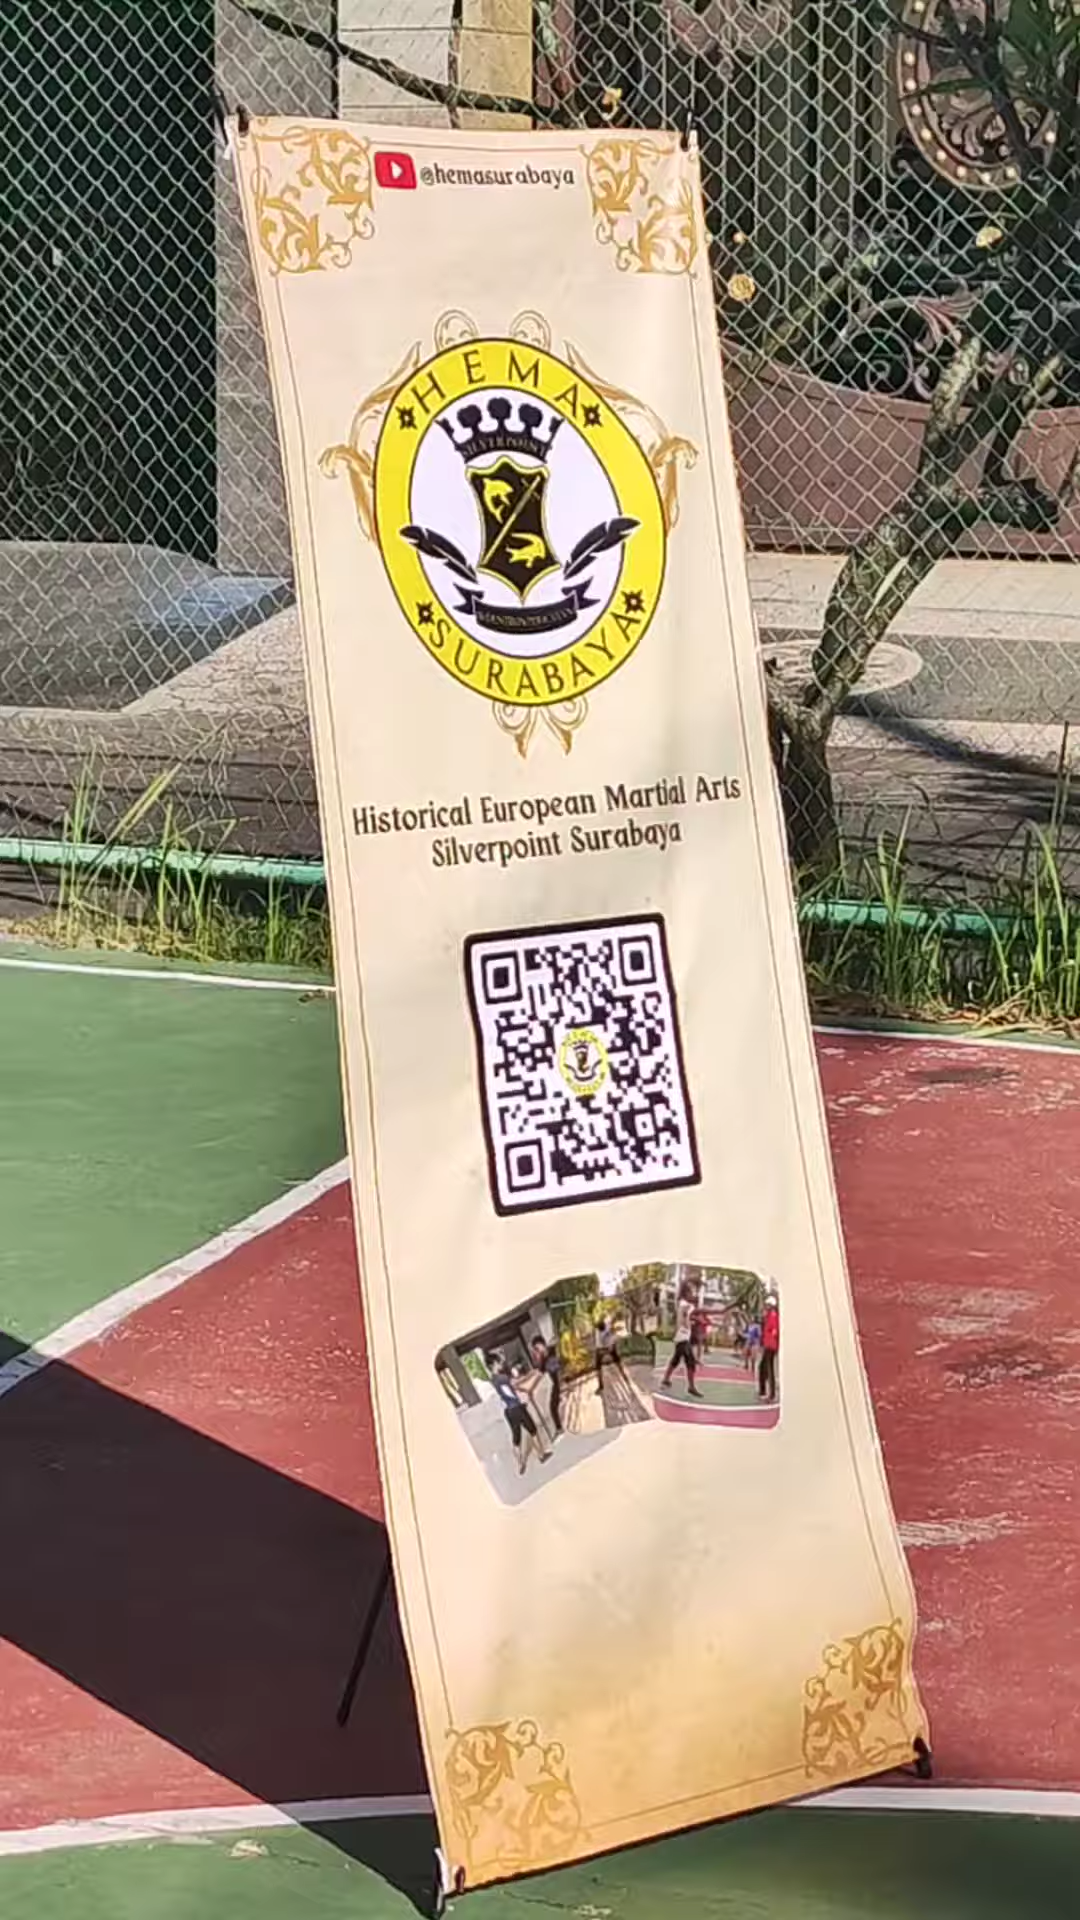 @hemasurabaya
HEMA
SILVERPOINT
SURABAYA
Historical European Martial Arts
Silverpoint Surabaya